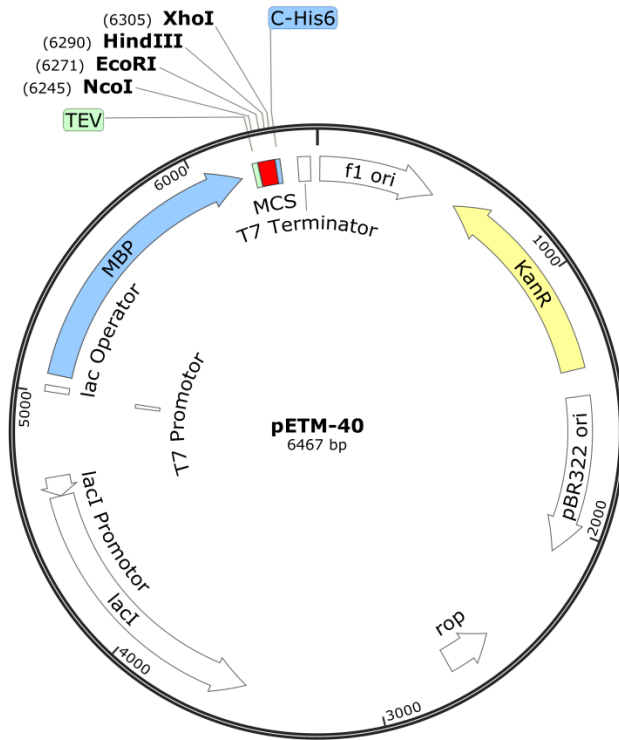 (6305) XhoI
C-His6
(6290) HindIII
(6271) EcoRI
(6245) NcoI
TEV
6000
MCS
T7 Terminator
f1 ori
1000
KanR
MBP
lac Operator
5000
T7 Promotor
pETM-40
6467 bp
pBR322 ori
2000
lacI Promotor
lacI
rop
4000
3000